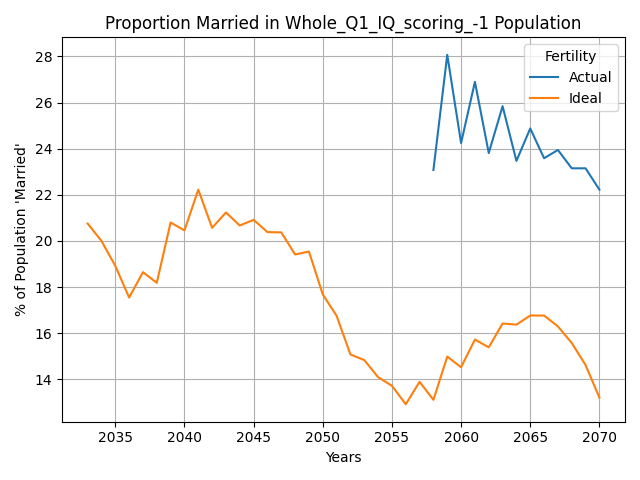 Proportion Married in Whole_Q1_IQ_scoring_-1 Population
Fertility
Actual
Ideal
% of Population 'Married'
28
26
24
22
20
18
16
14
2035
2040
2045
2050
2055
2060
2065
2070
Years